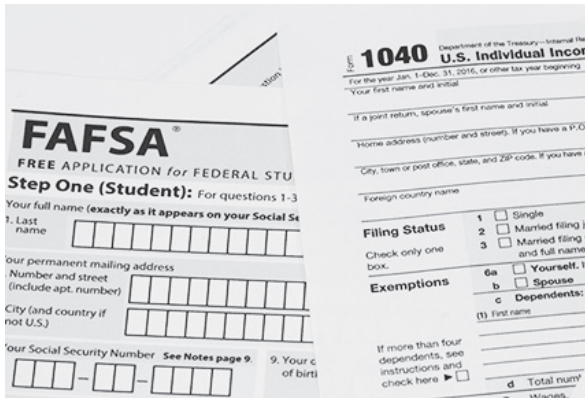 FAFSA®
FREE APPLICATION for FEDERAL STU
Step One (Student): For questions 1-3
Your full name (exactly as it appears on your Social Se
1. Last
name
Your permanent mailing address
Number and street
(include apt. number)
City (and country if
not U.S.)
Your Social Security Number See Notes page 9.
9. Your c
of birt
Form 1040
Department of the Treasury—Internal Re
U.S. Individual Incor
For the year Jan. 1-Dec. 31, 2016, or other tax year beginning
Your first name and initial
If a joint return, spouse's first name and initial
Home address (number and street). If you have a P.O.
City, town or post office, state, and ZIP code. If you have
Foreign country name
Filing Status
Check only one
box.
1 Single
2 Married filing j
3 Married filing
and full name
Exemptions
6a Yourself. I
b Spouse
c Dependents:
(1) First name
If more than four
dependents, see
instructions and
check here ►
d Total num
Wages,